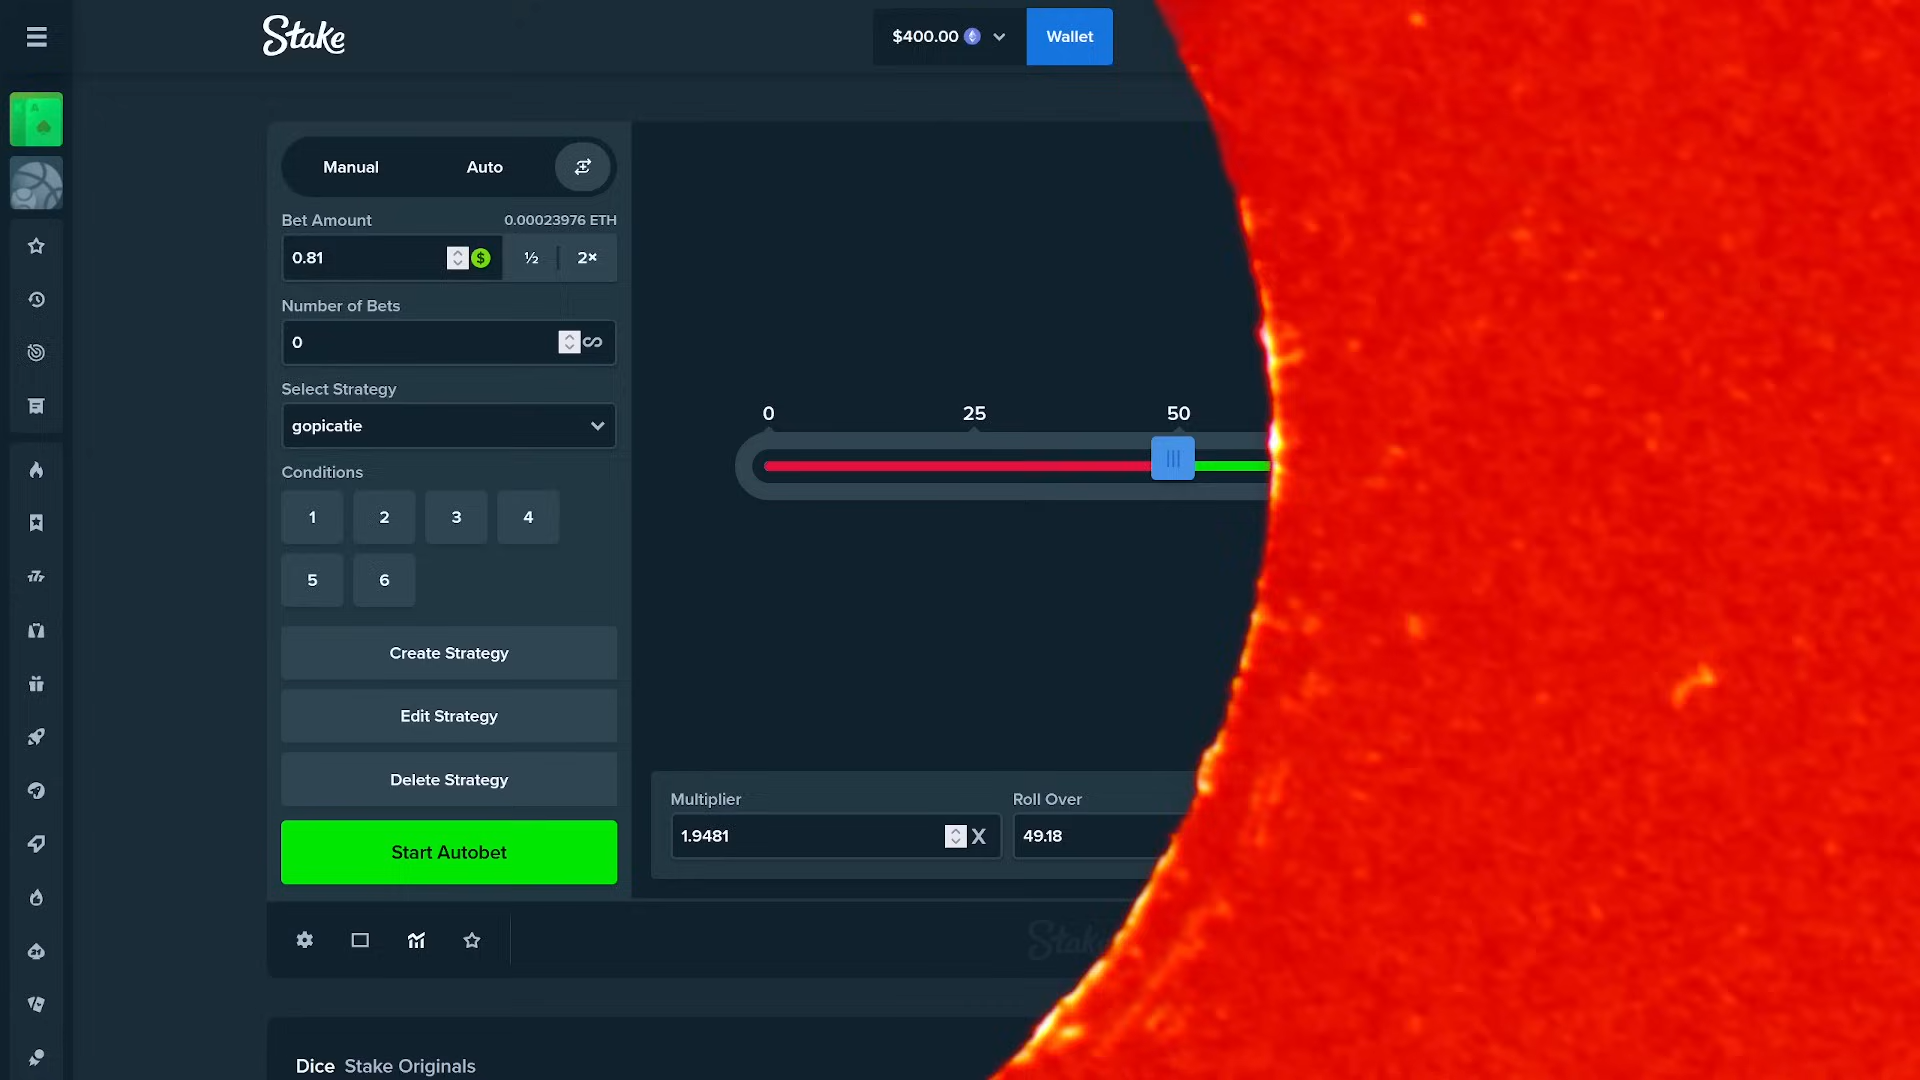 Stake
$400.00
Wallet
Manual
Auto
Bet Amount
0.00023976 ETH
0.81
$
½
2×
Number of Bets
0
Select Strategy
gopicatie
Conditions
1
2
3
4
5
6
Create Strategy
Edit Strategy
Delete Strategy
Start Autobet
0
25
50
Multiplier
Roll Over
1.9481
X
49.18
Stake
Dice Stake Originals